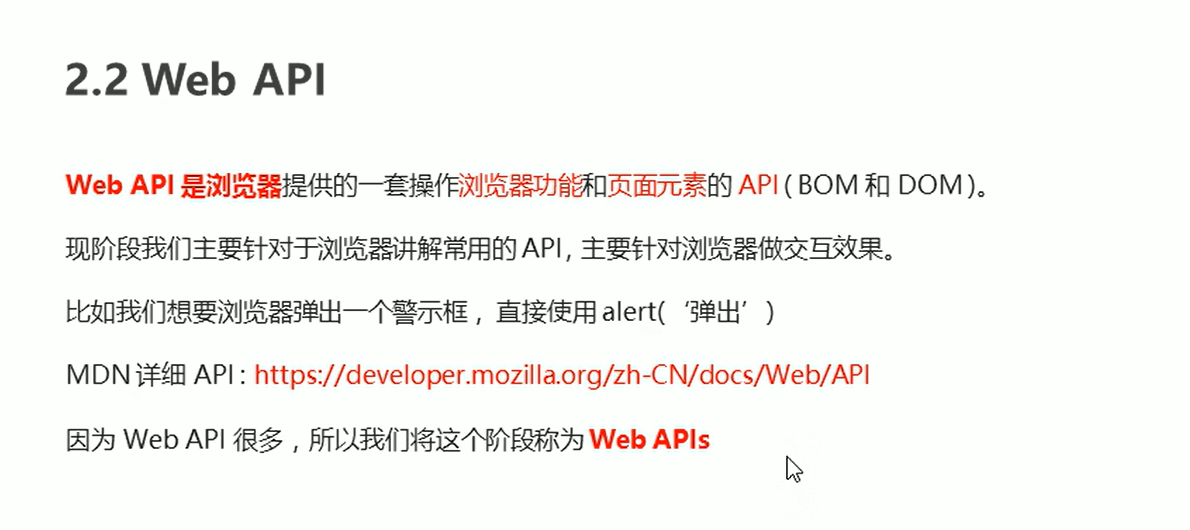 2.2 Web API
Web API 是浏览器提供的一套操作浏览器功能和页面元素的 API ( BOM 和 DOM )。
现阶段我们主要针对于浏览器讲解常用的 API , 主要针对浏览器做交互效果。
比如我们想要浏览器弹出一个警示框， 直接使用 alert(‘弹出’)
MDN 详细 API : https://developer.mozilla.org/zh-CN/docs/Web/API
因为 Web API 很多，所以我们将这个阶段称为 Web APIs